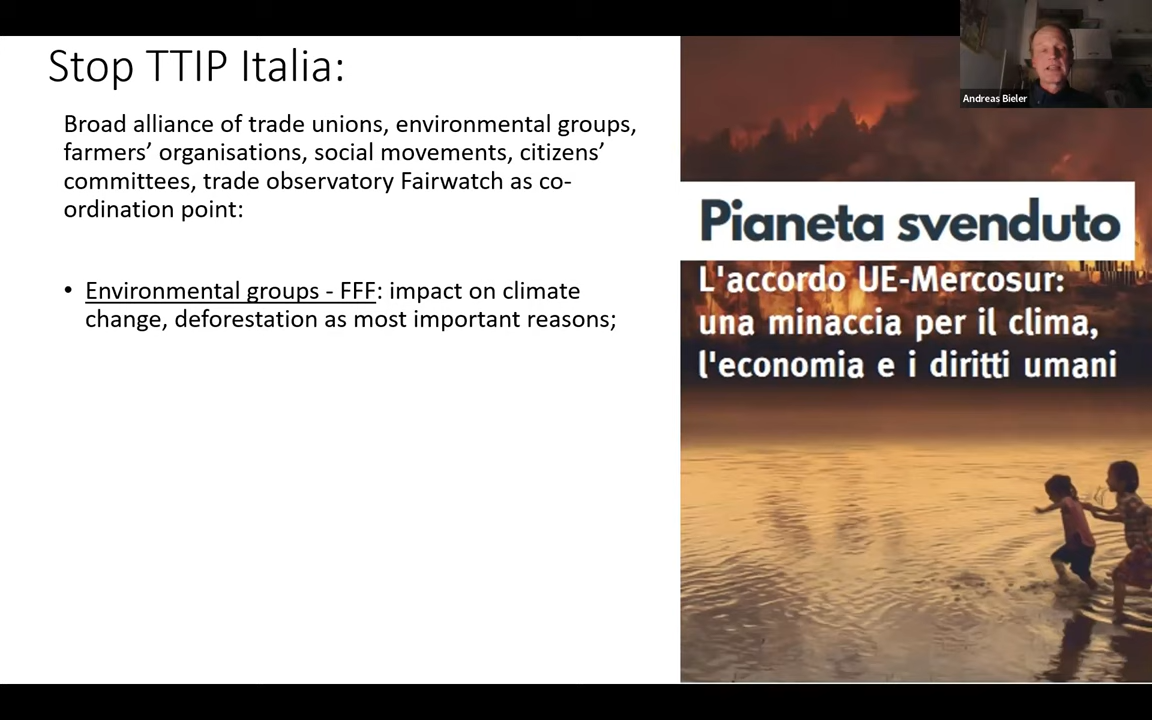 Stop TTIP Italia:
Broad alliance of trade unions, environmental groups,
farmers’ organisations, social movements, citizens’
committees, trade observatory Fairwatch as co-
ordination point:
• Environmental groups - FFF: impact on climate
change, deforestation as most important reasons;
Andreas Bieler
Pianeta svenduto
L'accordo UE-Mercosur:
una minaccia per il clima,
l'economia e i diritti umani